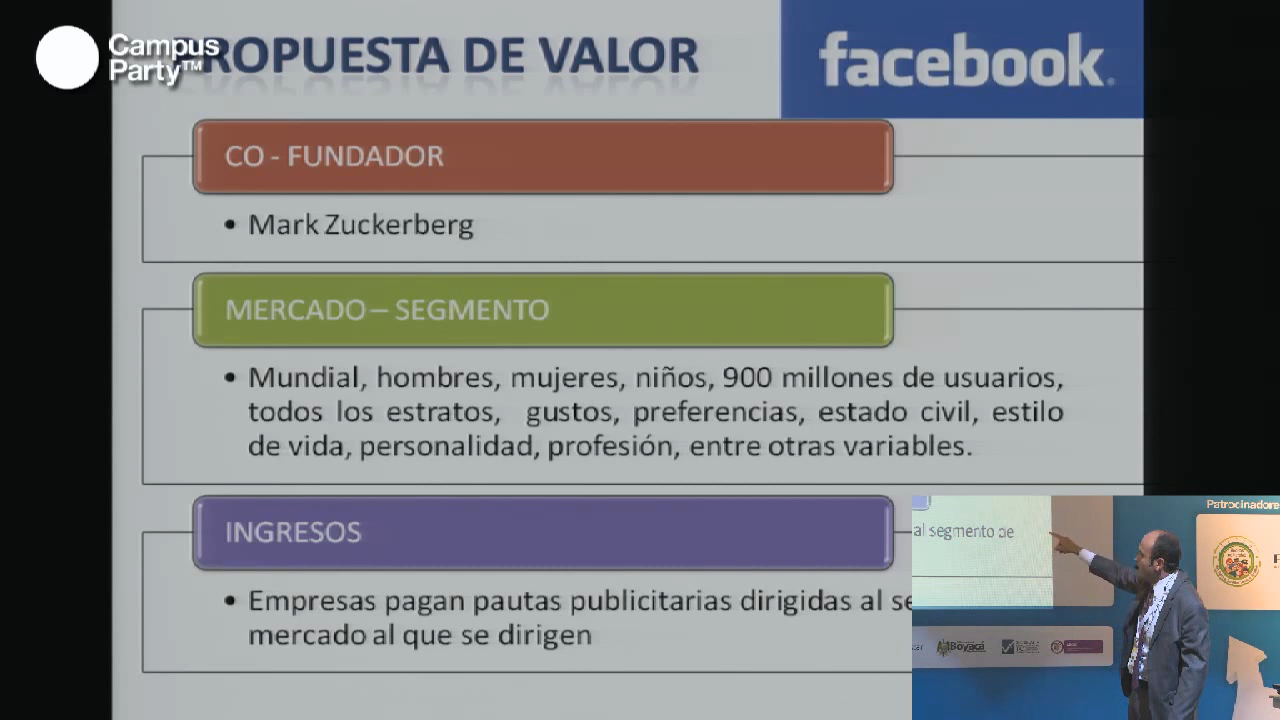 Campus
Party™
PROPUESTA DE VALOR
facebook.
CO - FUNDADOR
• Mark Zuckerberg
MERCADO – SEGMENTO
• Mundial, hombres, mujeres, niños, 900 millones de usuarios,
todos los estratos, gustos, preferencias, estado civil, estilo
de vida, personalidad, profesión, entre otras variables.
INGRESOS
• Empresas pagan pautas publicitarias dirigidas al se
mercado al que se dirigen
al segmento de
Patrocinadore
Boyacá